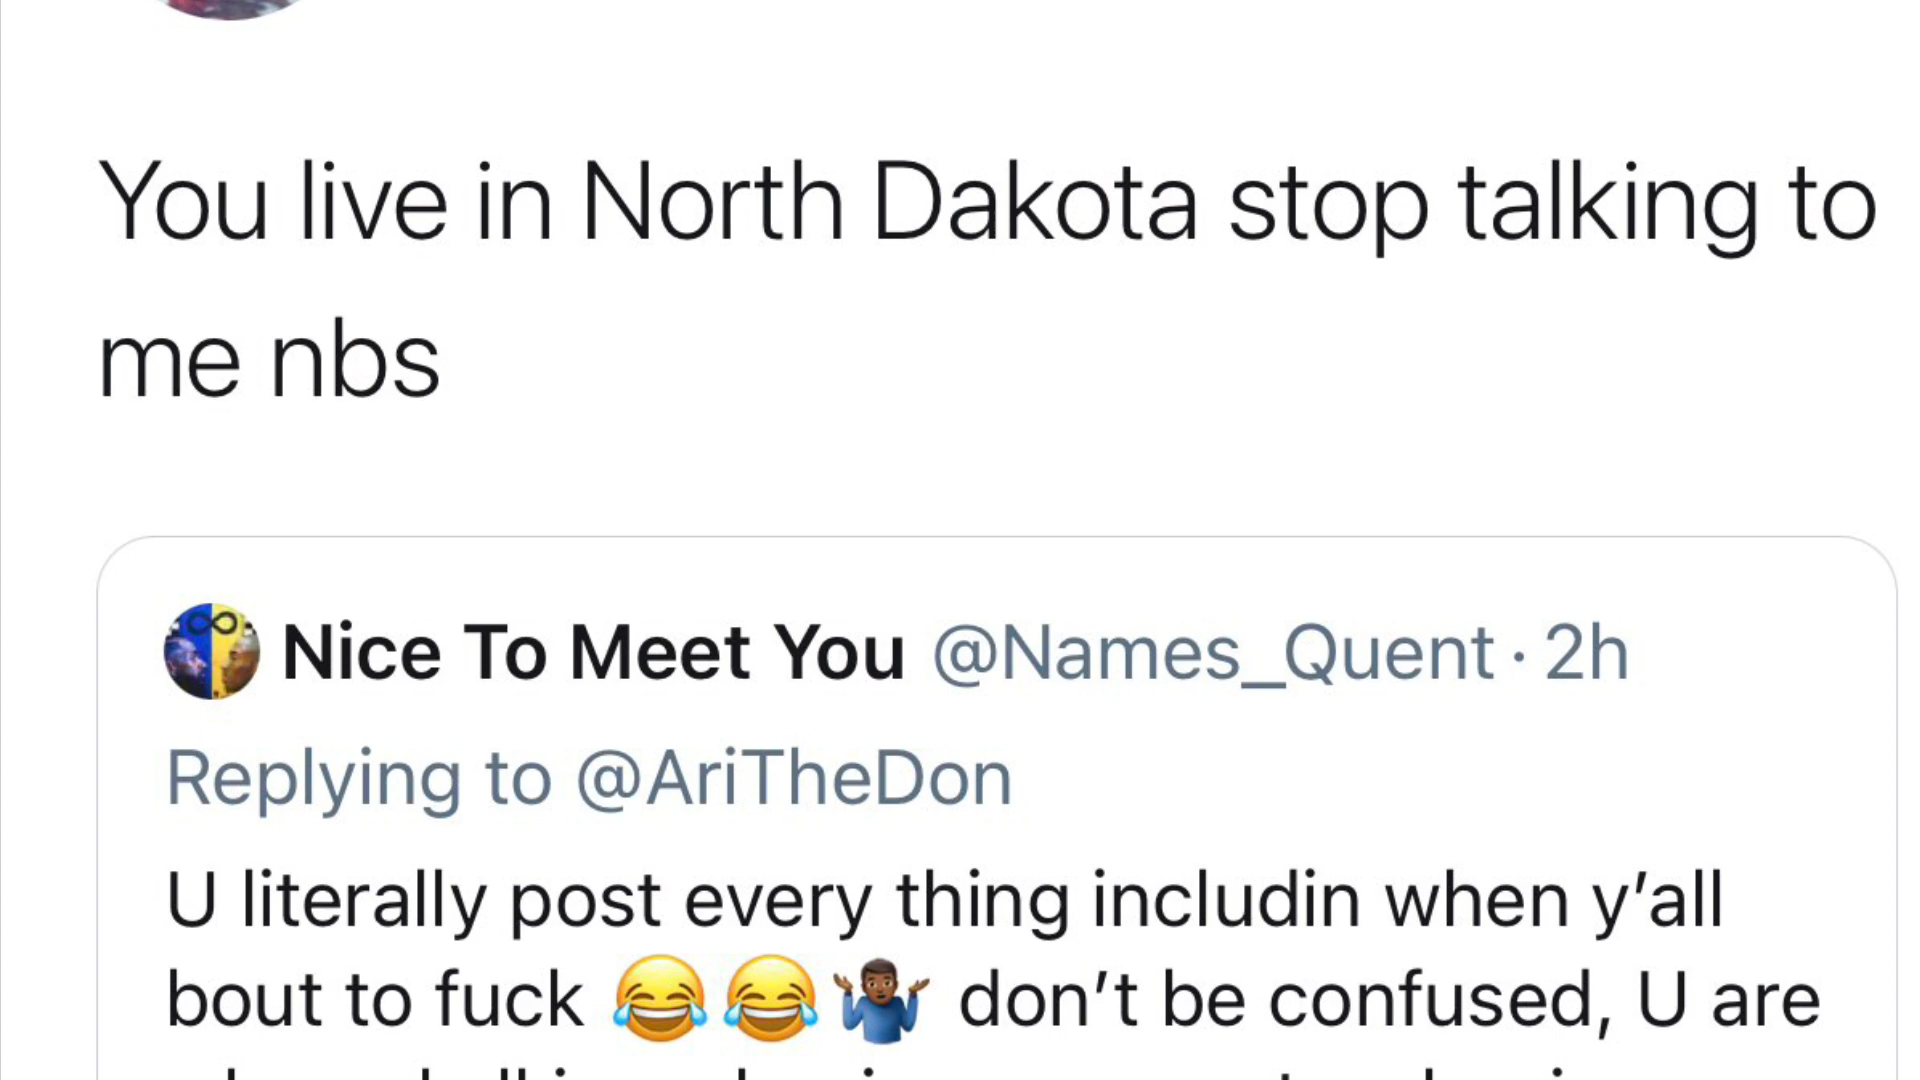 You live in North Dakota stop talking to
me nbs
Nice To Meet You @Names_Quent · 2h
Replying to @AriTheDon
U literally post every thing includin when y’all
bout to fuck 😂😂🤷🏾‍♂️ don’t be confused, U are